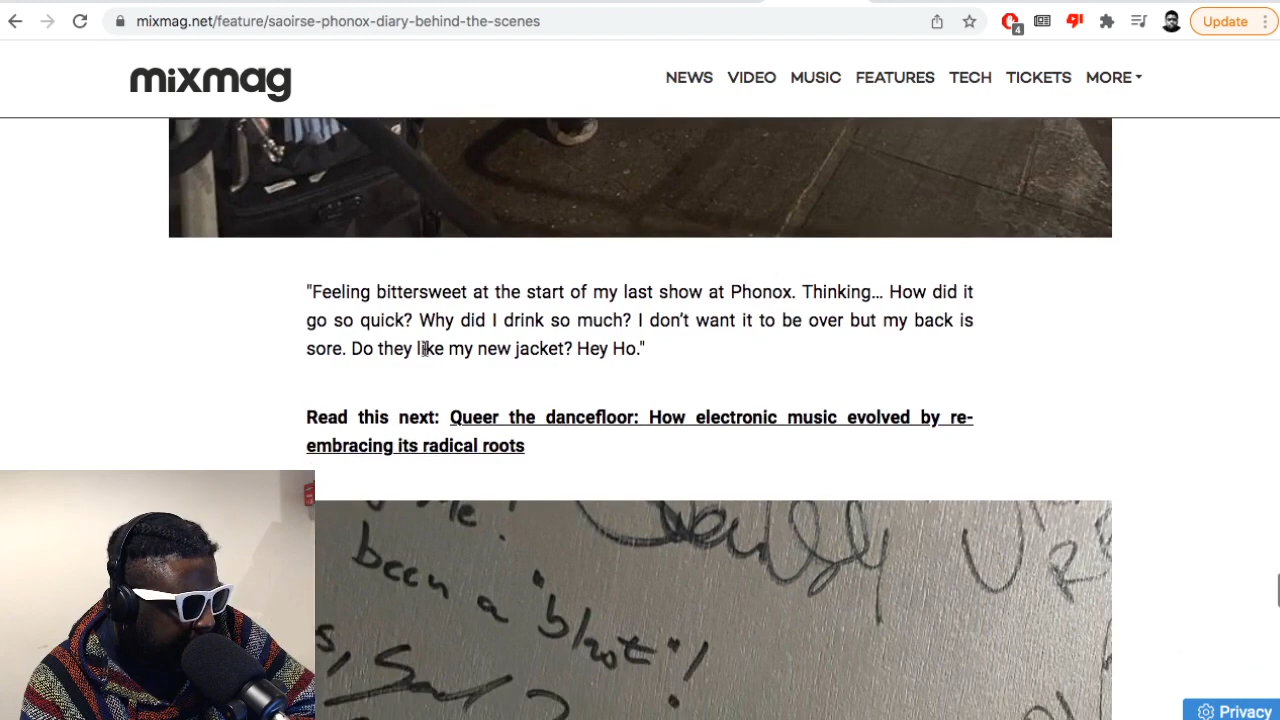 mixmag.net/feature/saoirse-phonox-diary-behind-the-scenes
4
Update
mixmag
NEWS VIDEO MUSIC FEATURES TECH TICKETS MORE
"Feeling bittersweet at the start of my last show at Phonox. Thinking… How did it
go so quick? Why did I drink so much? I don't want it to be over but my back is
sore. Do they like my new jacket? Hey Ho."
Read this next: Queer the dancefloor: How electronic music evolved by re-
embracing its radical roots
been a "blast"!
Privacy